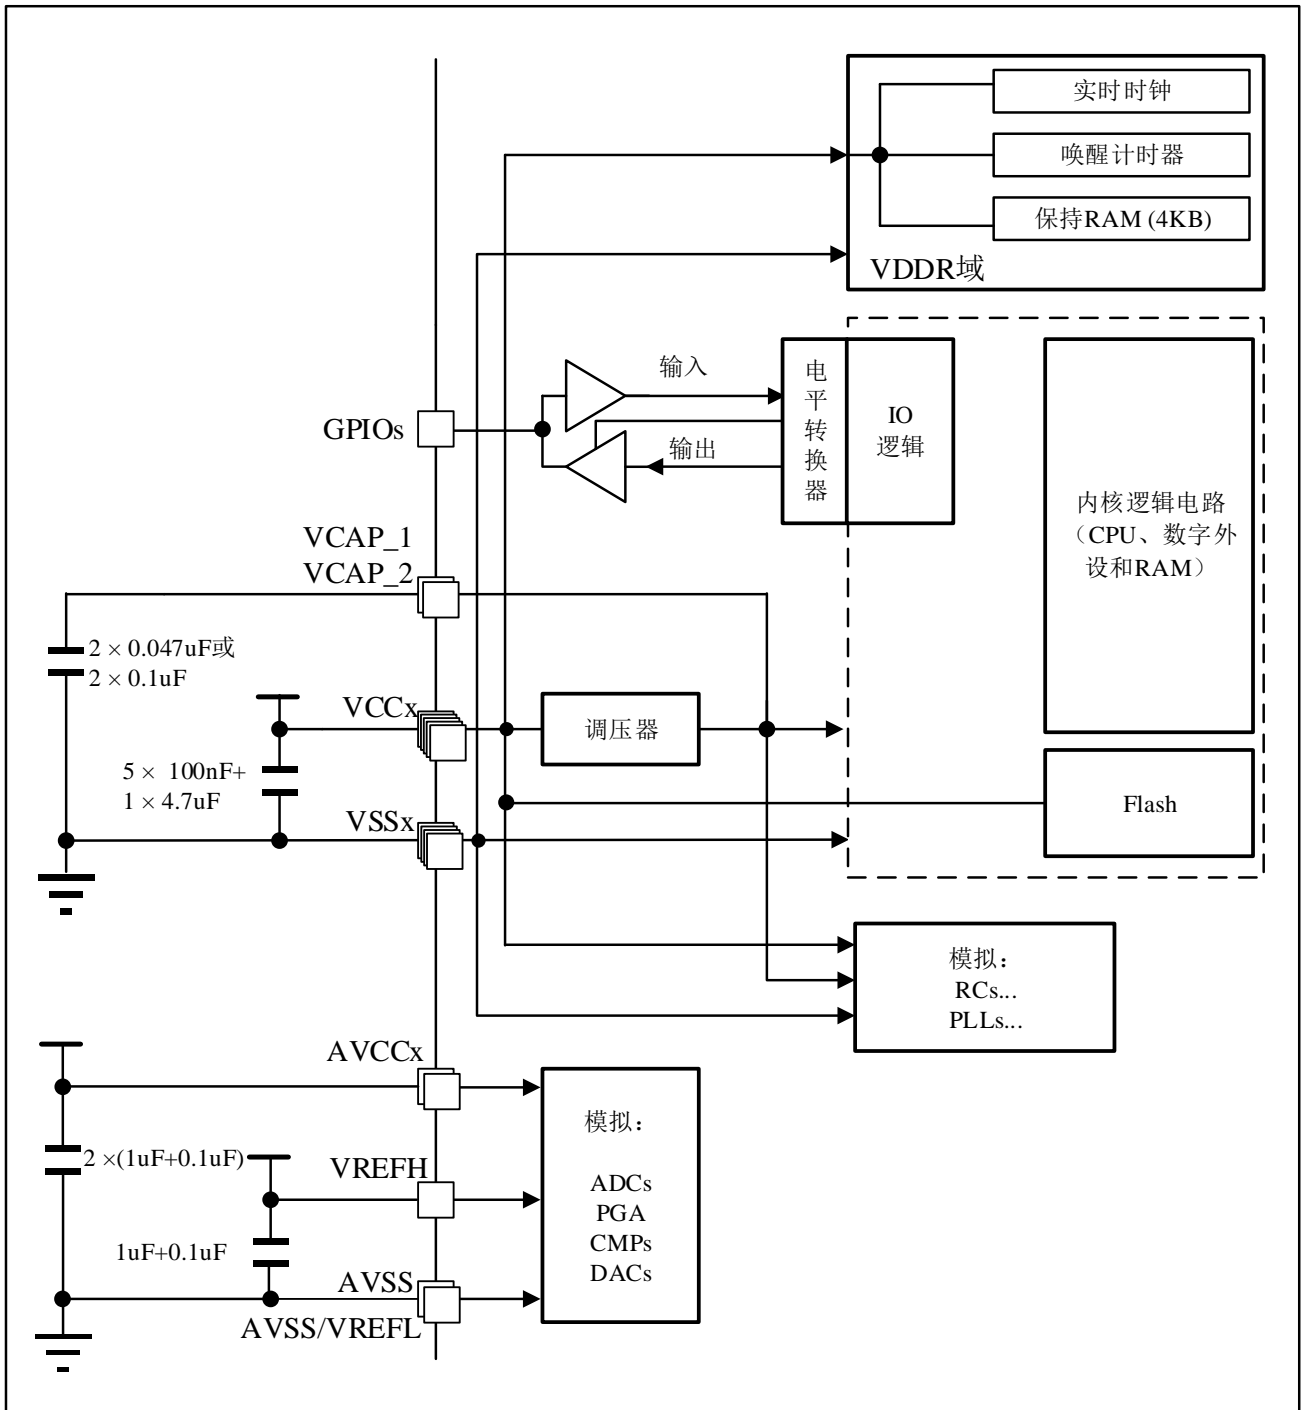 实时时钟
唤醒计时器
保持RAM (4KB)
VDDR域
输入
输出
电
平
转
换
器
IO
逻辑
GPIOs
内核逻辑电路
（CPU、数字外
设和RAM）
VCAP_1
VCAP_2
2 × 0.047uF或
2 × 0.1uF
VCCx
调压器
5 × 100nF+
1 × 4.7uF
VSSx
Flash
模拟：
RCs...
PLLs...
AVCCx
2 ×(1uF+0.1uF)
VREFH
1uF+0.1uF
AVSS
AVSS/VREFL
模拟：
ADCs
PGA
CMPs
DACs